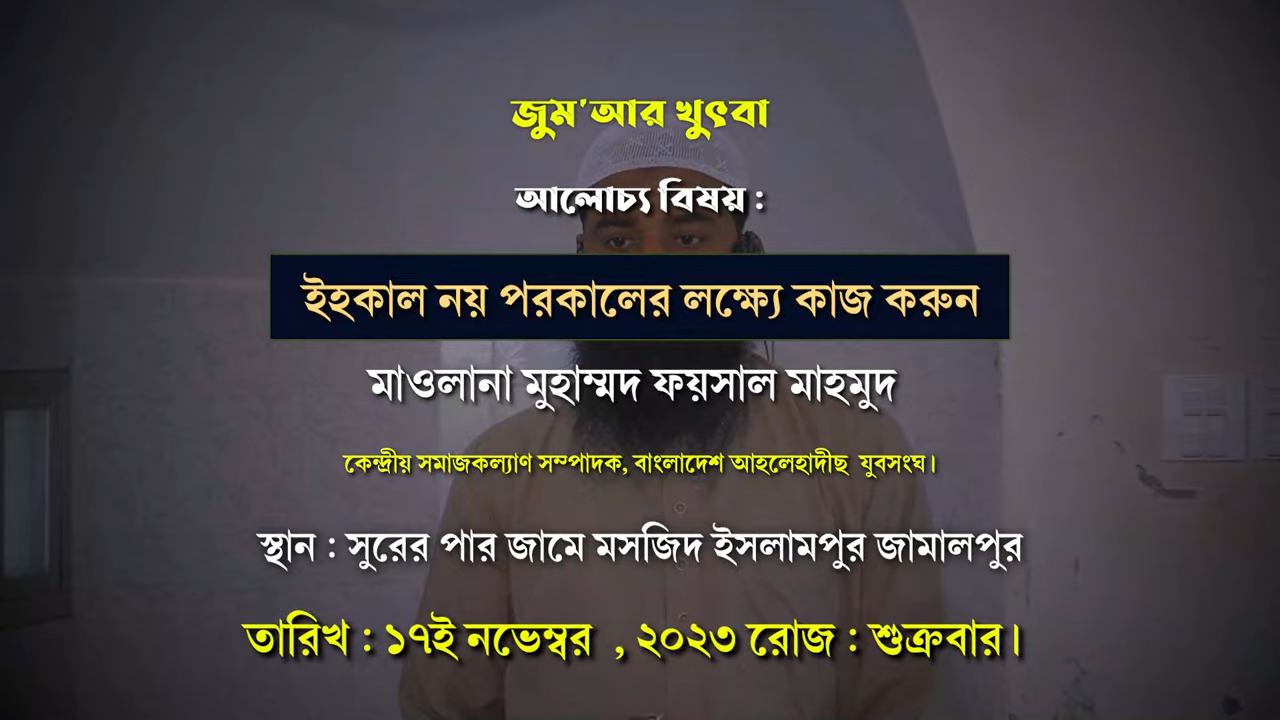 জুম'আর খুৎবা
আলোচ্য বিষয় :
ইহকাল নয় পরকালের লক্ষ্যে কাজ করুন
মাওলানা মুহাম্মদ ফয়সাল মাহমুদ
কেন্দ্রীয় সমাজকল্যাণ সম্পাদক, বাংলাদেশ আহলেহাদীছ যুবসংঘ।
স্থান : সুরের পার জামে মসজিদ ইসলামপুর জামালপুর
তারিখ : ১৭ই নভেম্বর , ২০২৩ রোজ : শুক্রবার।